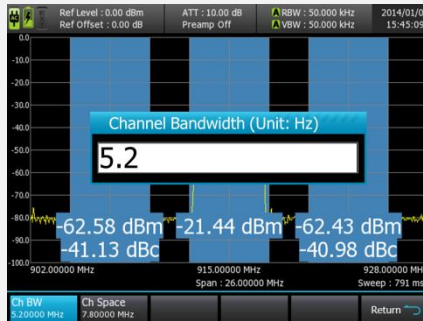 Ref Level : 0.00 dBm ATT : 10.00 dB A RBW : 50.000 kHz 2014/01/0
Ref Offset : 0.00 dB Preamp Off A VBW : 50.000 kHz 15:45:09
0.0
-10.0
-20.0
-30.0
Channel Bandwidth (Unit: Hz)
-40.0
5.2
-50.0
-60.0
-70.0
-80.0
-62.58 dBm -21.44 dBm -62.43 dBm
-90.0
-41.13 dBc -40.98 dBc
-100.0
902.00000 MHz 915.00000 MHz 928.00000 MH
Span : 26.00000 MHz Sweep : 791 ms
Ch BW Ch Space
5.20000 MHz 7.80000 MHz Return